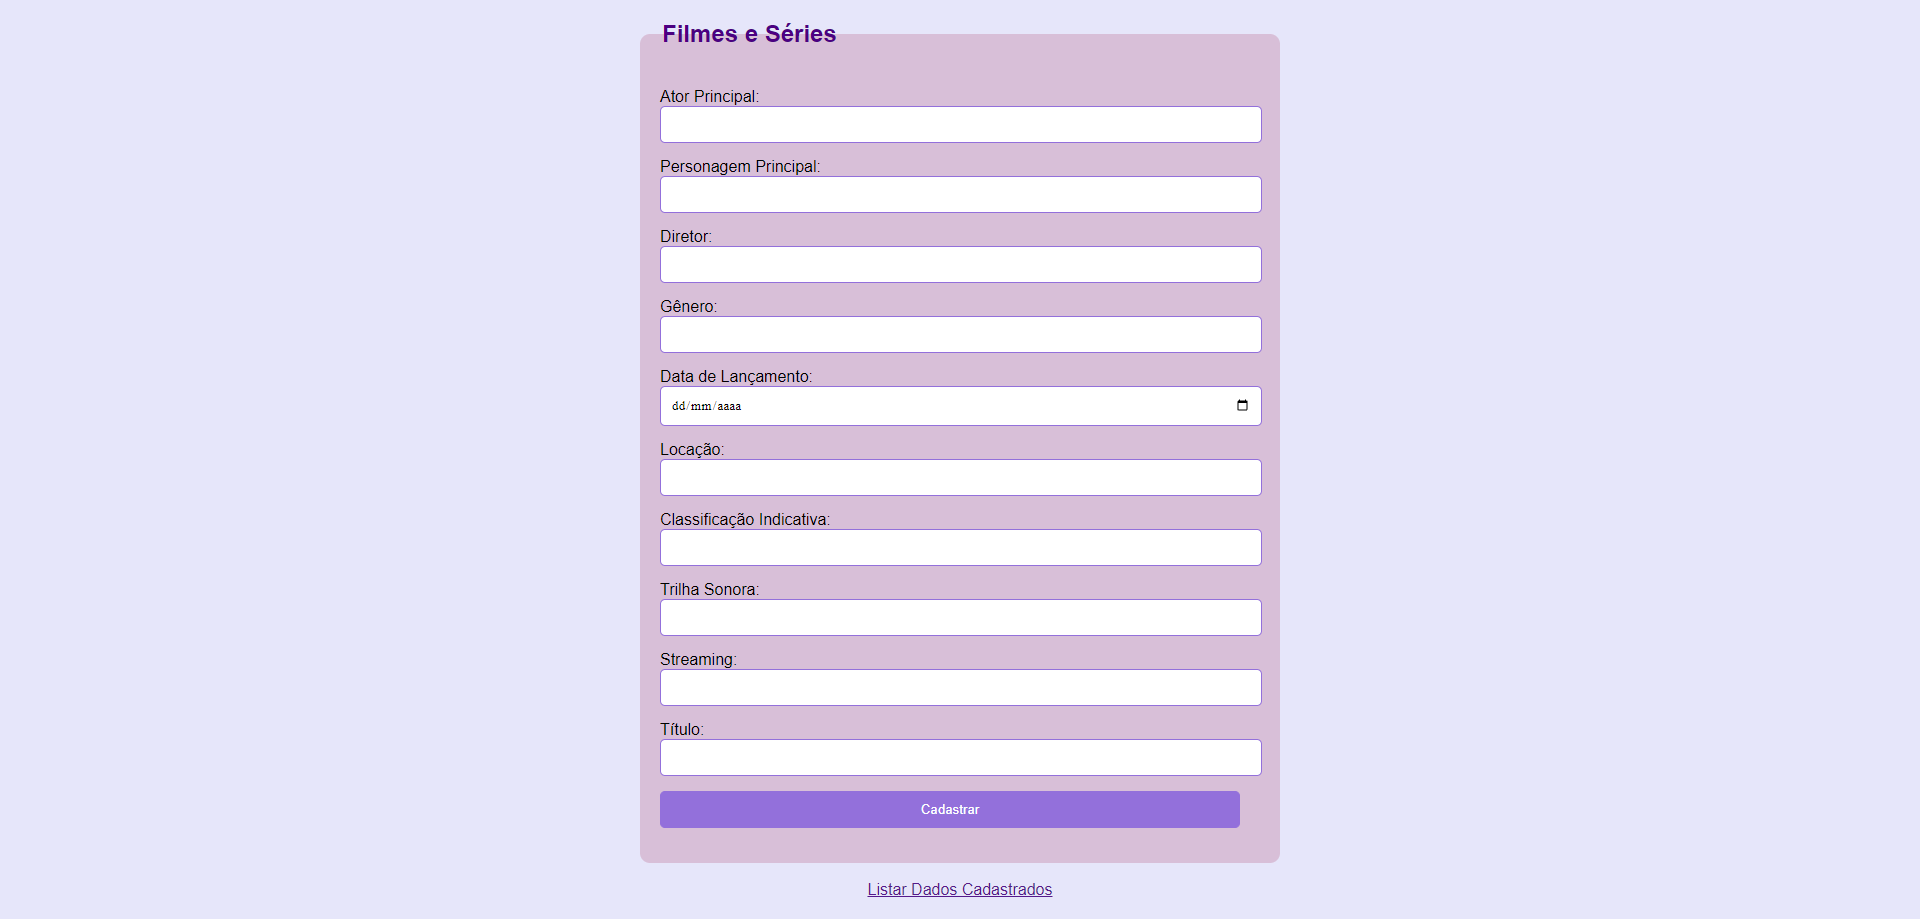 Filmes e Séries
Ator Principal:
Personagem Principal:
Diretor:
Gênero:
Data de Lançamento:
dd/mm/aaaa
Locação:
Classificação Indicativa:
Trilha Sonora:
Streaming:
Título:
Cadastrar
Listar Dados Cadastrados